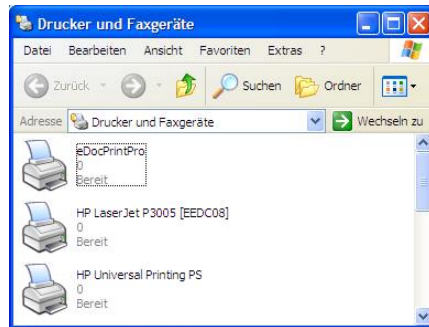 Drucker und Faxgeräte
Datei Bearbeiten Ansicht Favoriten Extras ?
Zurück Suchen Ordner
Adresse Drucker und Faxgeräte Wechseln zu
eDocPrintPro
0
Bereit
HP LaserJet P3005 [EEDC08]
0
Bereit
HP Universal Printing PS
0
Bereit